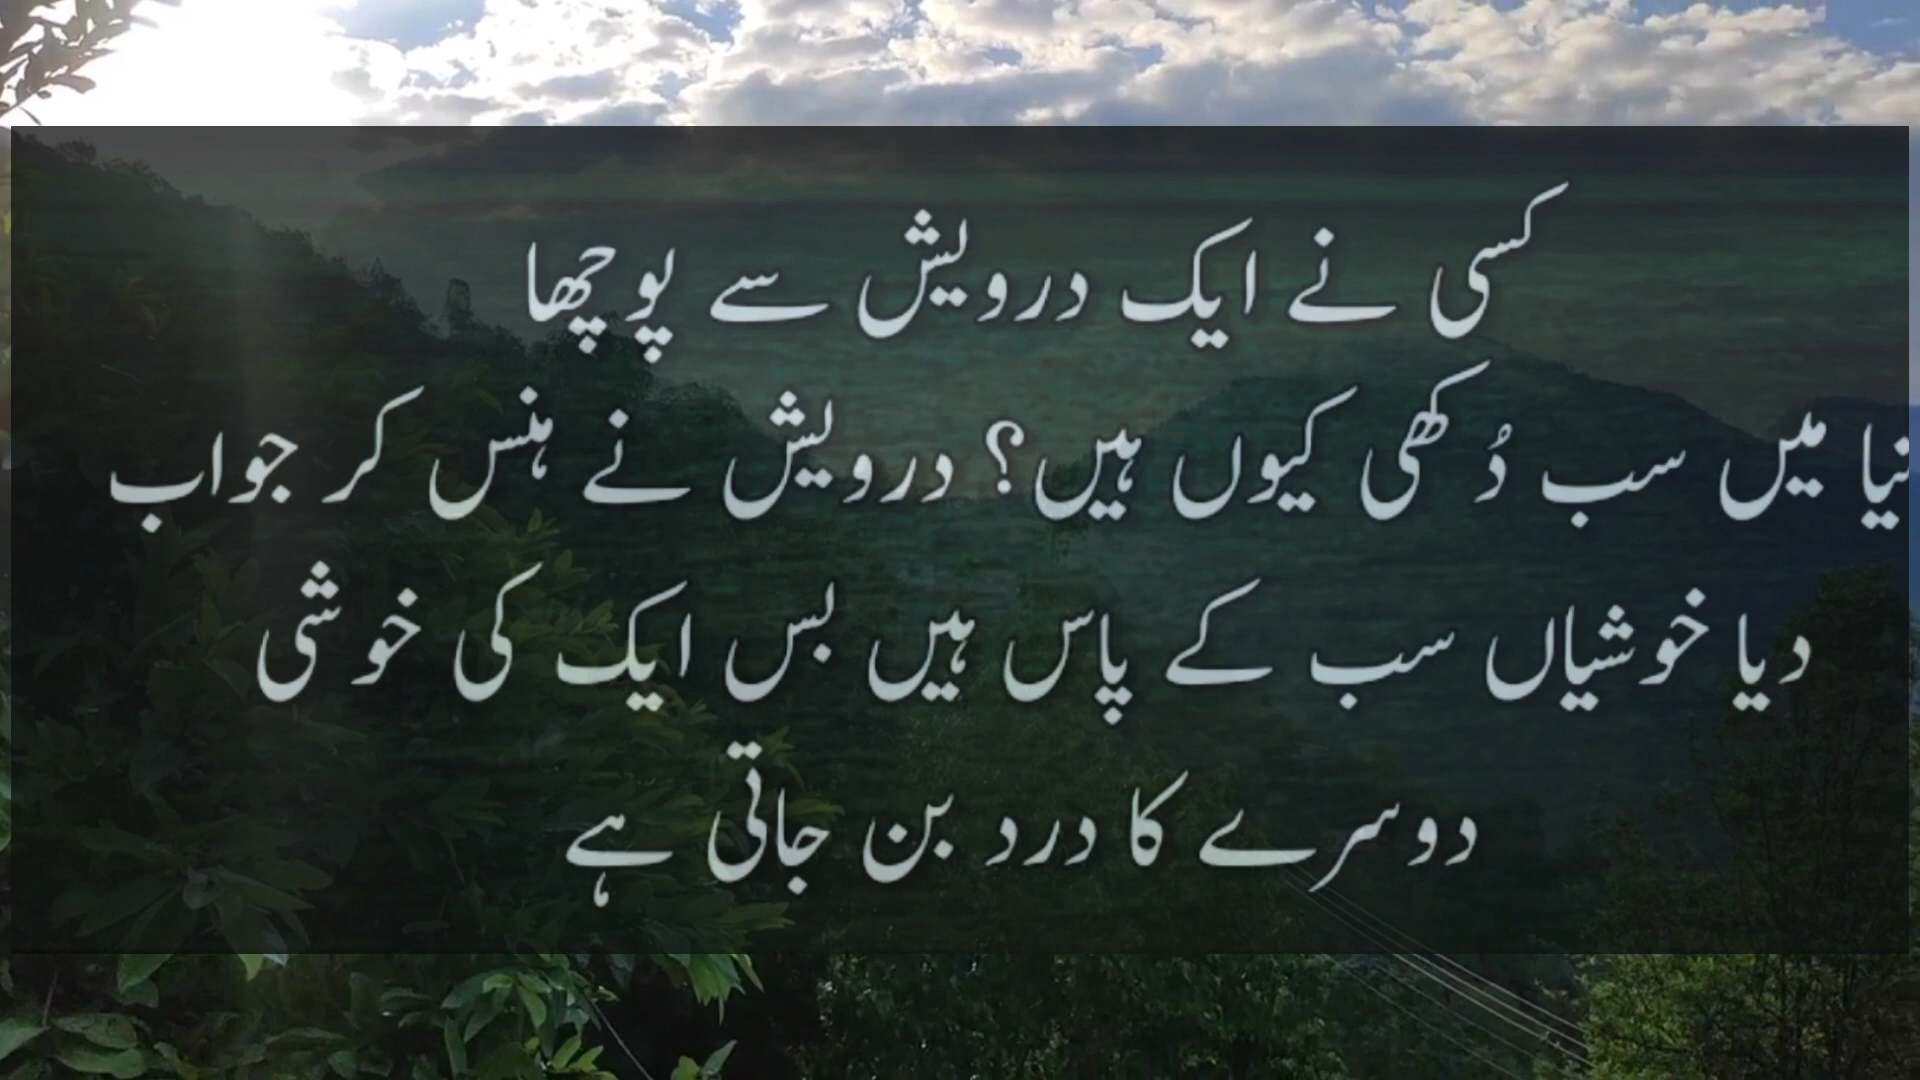 کسی نے ایک درویش سے پوچھا
نیا میں سب دُکھی کیوں ہیں؟ درویش نے ہنس کر جواب
دیا خوشیاں سب کے پاس ہیں بس ایک کی خوشی
دوسرے کا درد بن جاتی ہے